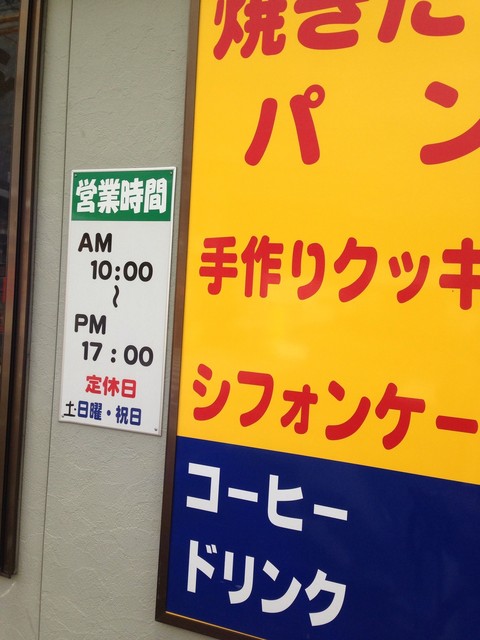 営業時間
AM
10:00
〜
PM
17:00
定休日
土・日曜・祝日
焼きた
パン
手作りクッキ
シフォンケー
コーヒー
ドリンク